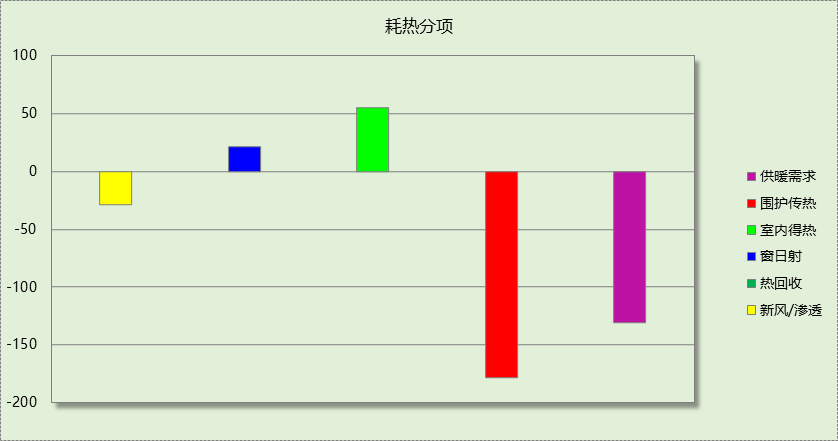 耗热分项
100
50
0
-50
-100
-150
-200
供暖需求
围护传热
室内得热
窗日射
热回收
新风/渗透